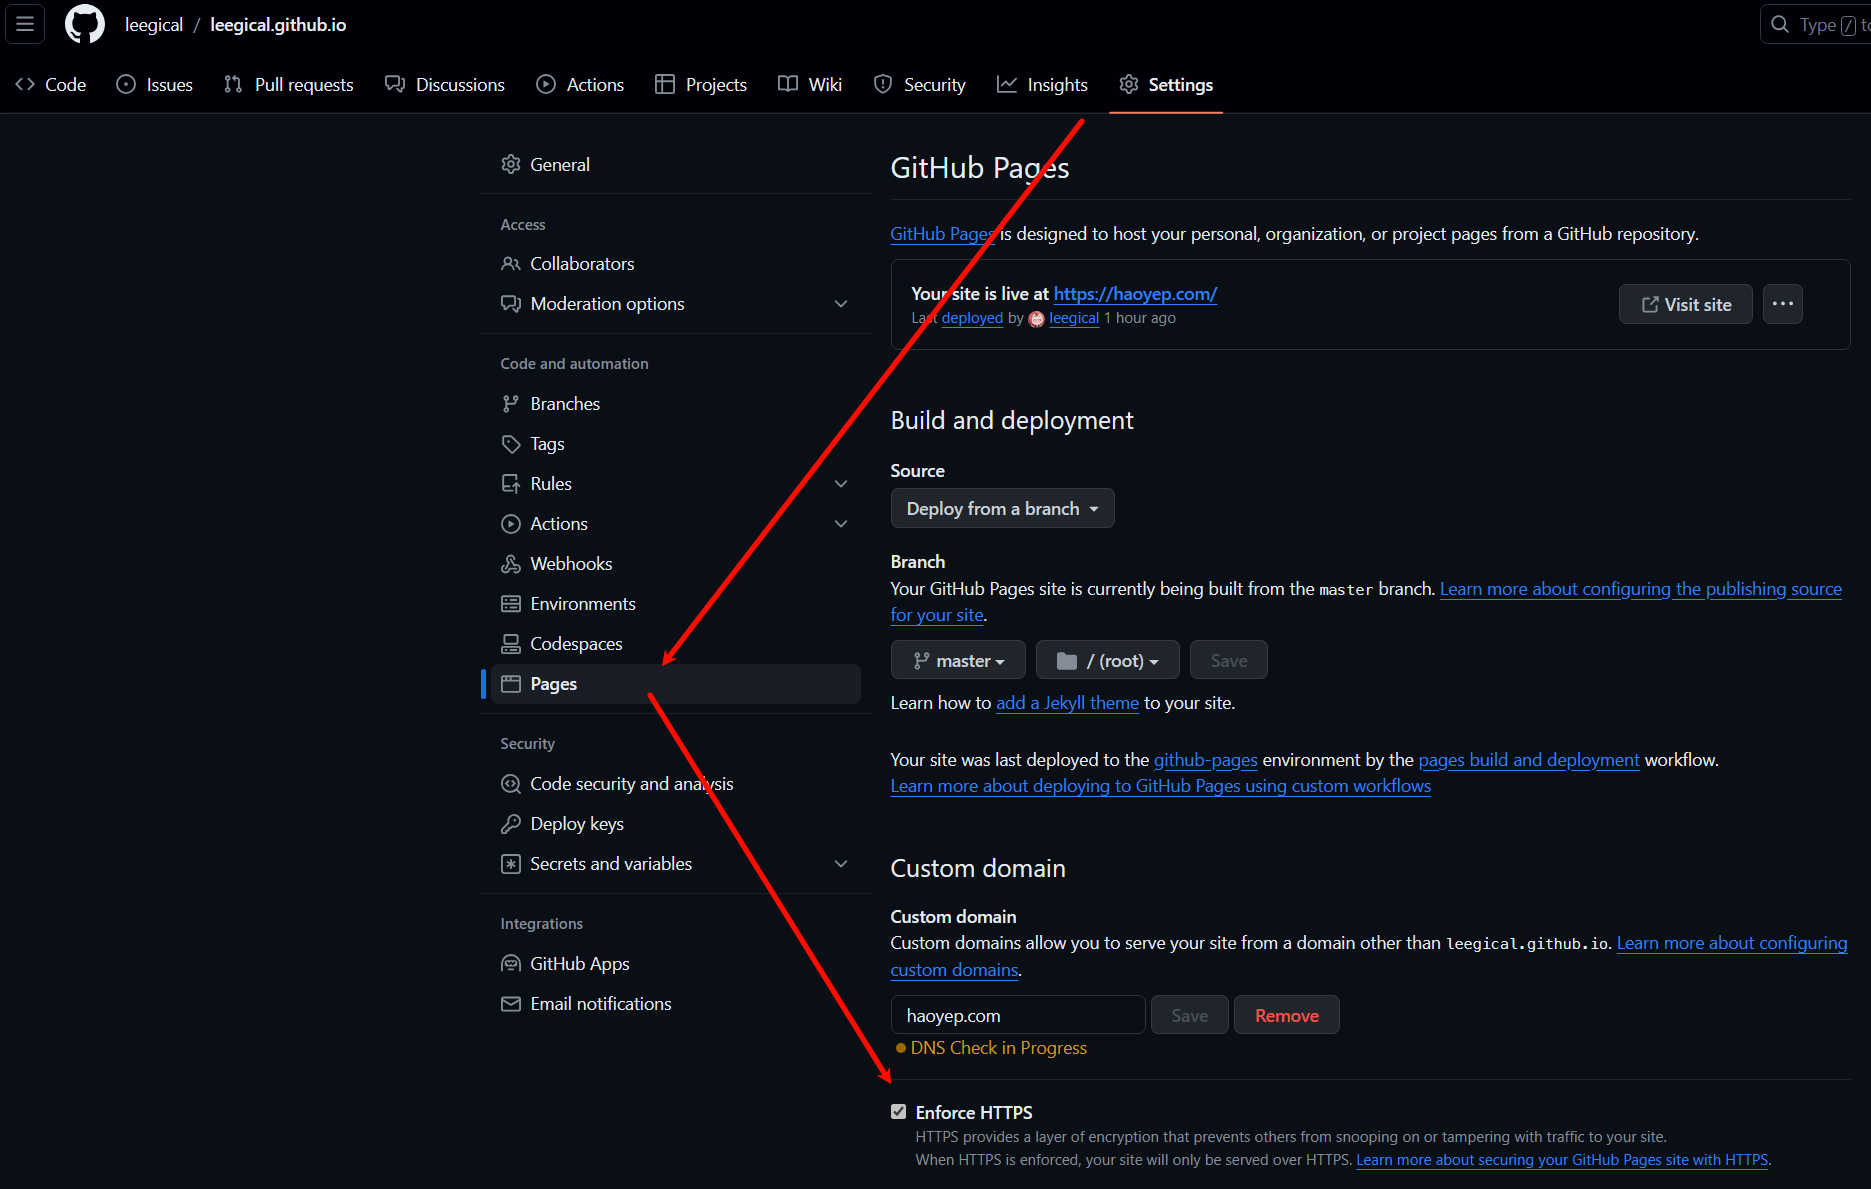 leegical / leegical.github.io
Type / to
Code Issues Pull requests Discussions Actions Projects Wiki Security Insights Settings
General
Access
Collaborators
Moderation options
Code and automation
Branches
Tags
Rules
Actions
Webhooks
Environments
Codespaces
Pages
Security
Code security and analysis
Deploy keys
Secrets and variables
Integrations
GitHub Apps
Email notifications
GitHub Pages
GitHub Pages is designed to host your personal, organization, or project pages from a GitHub repository.
Your site is live at https://haoyep.com/
Last deployed by leegical 1 hour ago
Visit site
Build and deployment
Source
Deploy from a branch
Branch
Your GitHub Pages site is currently being built from the master branch. Learn more about configuring the publishing source
for your site.
master / (root) Save
Learn how to add a Jekyll theme to your site.
Your site was last deployed to the github-pages environment by the pages build and deployment workflow.
Learn more about deploying to GitHub Pages using custom workflows
Custom domain
Custom domain
Custom domains allow you to serve your site from a domain other than leegical.github.io. Learn more about configuring
custom domains.
haoyep.com Save Remove
DNS Check in Progress
Enforce HTTPS
HTTPS provides a layer of encryption that prevents others from snooping on or tampering with traffic to your site.
When HTTPS is enforced, your site will only be served over HTTPS. Learn more about securing your GitHub Pages site with HTTPS.